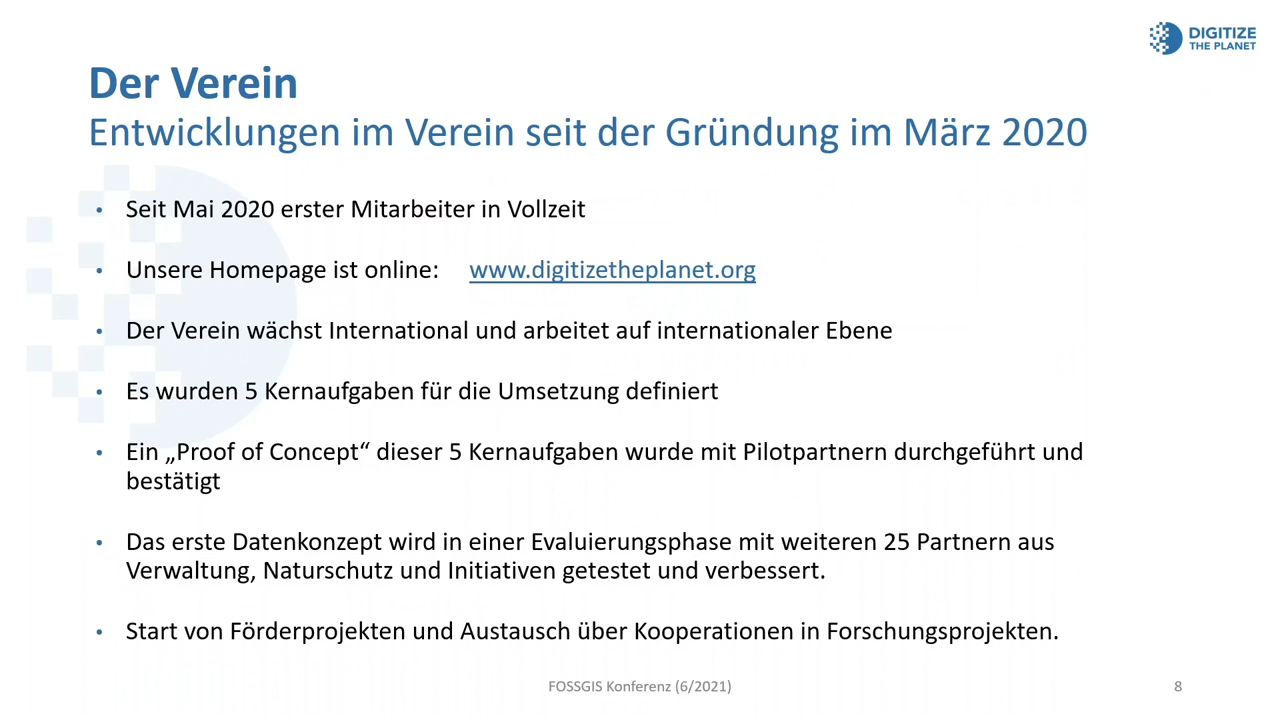 DIGITIZE
THE PLANET
Der Verein
Entwicklungen im Verein seit der Gründung im März 2020
• Seit Mai 2020 erster Mitarbeiter in Vollzeit
• Unsere Homepage ist online: www.digitizetheplanet.org
• Der Verein wächst International und arbeitet auf internationaler Ebene
• Es wurden 5 Kernaufgaben für die Umsetzung definiert
• Ein „Proof of Concept“ dieser 5 Kernaufgaben wurde mit Pilotpartnern durchgeführt und
bestätigt
• Das erste Datenkonzept wird in einer Evaluierungsphase mit weiteren 25 Partnern aus
Verwaltung, Naturschutz und Initiativen getestet und verbessert.
• Start von Förderprojekten und Austausch über Kooperationen in Forschungsprojekten.
FOSSGIS Konferenz (6/2021)
8